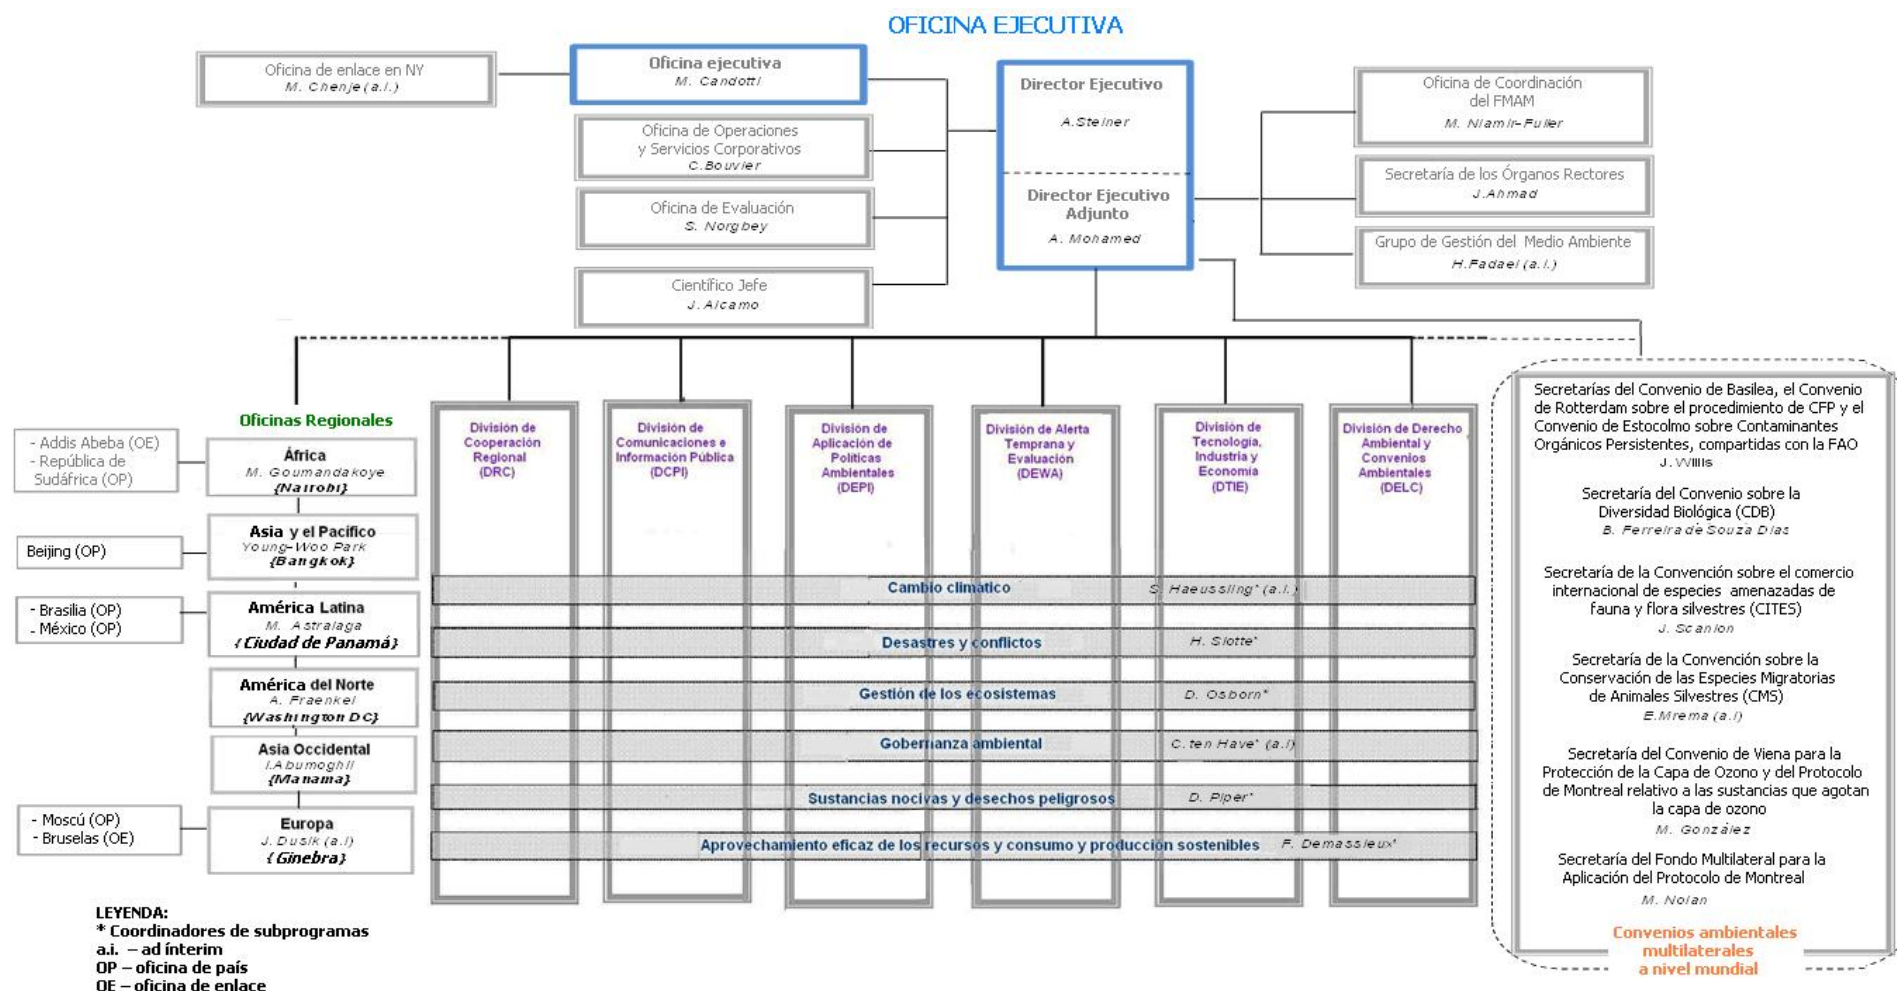 OFICINA EJECUTIVA
Oficina de enlace en NY
M. Chenje (a.i.)
Oficina ejecutiva
M. Candotti
Oficina de Operaciones
y Servicios Corporativos
C.Bouvier
Oficina de Evaluación
S. Norgbey
Científico Jefe
J. Alcamo
Director Ejecutivo
A.Steiner
Director Ejecutivo
Adjunto
A. Mohamed
Oficina de Coordinación
del FMAM
M. Niamir-Fuller
Secretaría de los Órganos Rectores
J.Ahmad
Grupo de Gestión del Medio Ambiente
H.Fadaei (a.i.)
Oficinas Regionales
- Addis Abeba (OE)
- República de
Sudáfrica (OP)
África
M. Goumandakoye
{Nairobi}
Beijing (OP)
Asia y el Pacífico
Young-Woo Park
{Bangkok}
- Brasilia (OP)
- México (OP)
América Latina
M. Astralaga
{Ciudad de Panamá}
América del Norte
A. Fraenkel
{Washington DC}
Asia Occidental
I.Abumoghli
{Manama}
- Moscú (OP)
- Bruselas (OE)
Europa
J. Dusik (a.i)
{Ginebra}
División de
Cooperación
Regional
(DRC)
División de
Comunicaciones e
Información Pública
(DCPI)
División de
Aplicación de
Políticas
Ambientales
(DEPI)
División de Alerta
Temprana y
Evaluación
(DEWA)
División de
Tecnología,
Industria y
Economía
(DTIE)
División de Derecho
Ambiental y
Convenios
Ambientales
(DELC)
Cambio climático S. Haeussling* (a.i.)
Desastres y conflictos H. Slotte*
Gestión de los ecosistemas D. Osborn*
Gobernanza ambiental C.ten Have* (a.i)
Sustancias nocivas y desechos peligrosos D. Piper*
Aprovechamiento eficaz de los recursos y consumo y producción sostenibles F. Demassieux*
Secretarías del Convenio de Basilea, el Convenio
de Rotterdam sobre el procedimiento de CFP y el
Convenio de Estocolmo sobre Contaminantes
Orgánicos Persistentes, compartidas con la FAO
J. Willis
Secretaría del Convenio sobre la
Diversidad Biológica (CDB)
B. Ferreira de Souza Dias
Secretaría de la Convención sobre el comercio
internacional de especies amenazadas de
fauna y flora silvestres (CITES)
J. Scanlon
Secretaría de la Convención sobre la
Conservación de las Especies Migratorias
de Animales Silvestres (CMS)
E.Mrema (a.i)
Secretaría del Convenio de Viena para la
Protección de la Capa de Ozono y del Protocolo
de Montreal relativo a las sustancias que agotan
la capa de ozono
M. González
Secretaría del Fondo Multilateral para la
Aplicación del Protocolo de Montreal
M. Nolan
Convenios ambientales
multilaterales
a nivel mundial
LEYENDA:
* Coordinadores de subprogramas
a.i. – ad ínterim
OP – oficina de país
OE – oficina de enlace